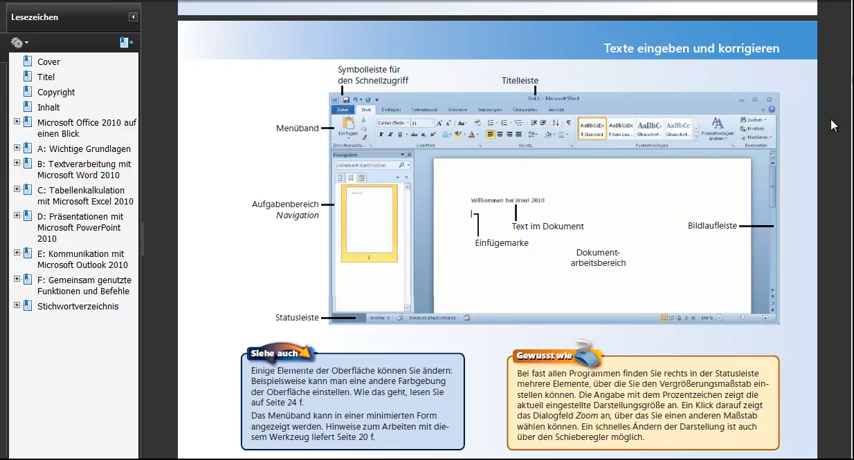 Lesezeichen
Cover
Titel
Copyright
Inhalt
Microsoft Office 2010 auf
einen Blick
A: Wichtige Grundlagen
B: Textverarbeitung mit
Microsoft Word 2010
C: Tabellenkalkulation
mit Microsoft Excel 2010
D: Präsentationen mit
Microsoft PowerPoint
2010
E: Kommunikation mit
Microsoft Outlook 2010
F: Gemeinsam genutzte
Funktionen und Befehle
Stichwortverzeichnis
Texte eingeben und korrigieren
Symbolleiste für
den Schnellzugriff
Titelleiste
Menüband
Aufgabenbereich
Navigation
Willkommen bei Word 2010
Text im Dokument
Einfügemarke
Dokument-
arbeitsbereich
Bildlaufleiste
Statusleiste
Siehe auch
Einige Elemente der Oberfläche können Sie ändern:
Beispielsweise kann man eine andere Farbgebung
der Oberfläche einstellen. Wie das geht, lesen Sie
auf Seite 24 f.
Das Menüband kann in einer minimierten Form
angezeigt werden. Hinweise zum Arbeiten mit die-
sem Werkzeug liefert Seite 20 f.
Gewusst wie
Bei fast allen Programmen finden Sie rechts in der Statusleiste
mehrere Elemente, über die Sie den Vergrößerungsmaßstab ein-
stellen können. Die Angabe mit dem Prozentzeichen zeigt die
aktuell eingestellte Darstellungsgröße an. Ein Klick darauf zeigt
das Dialogfeld Zoom an, über das Sie einen anderen Maßstab
wählen können. Ein schnelles Ändern der Darstellung ist auch
über den Schieberegler möglich.